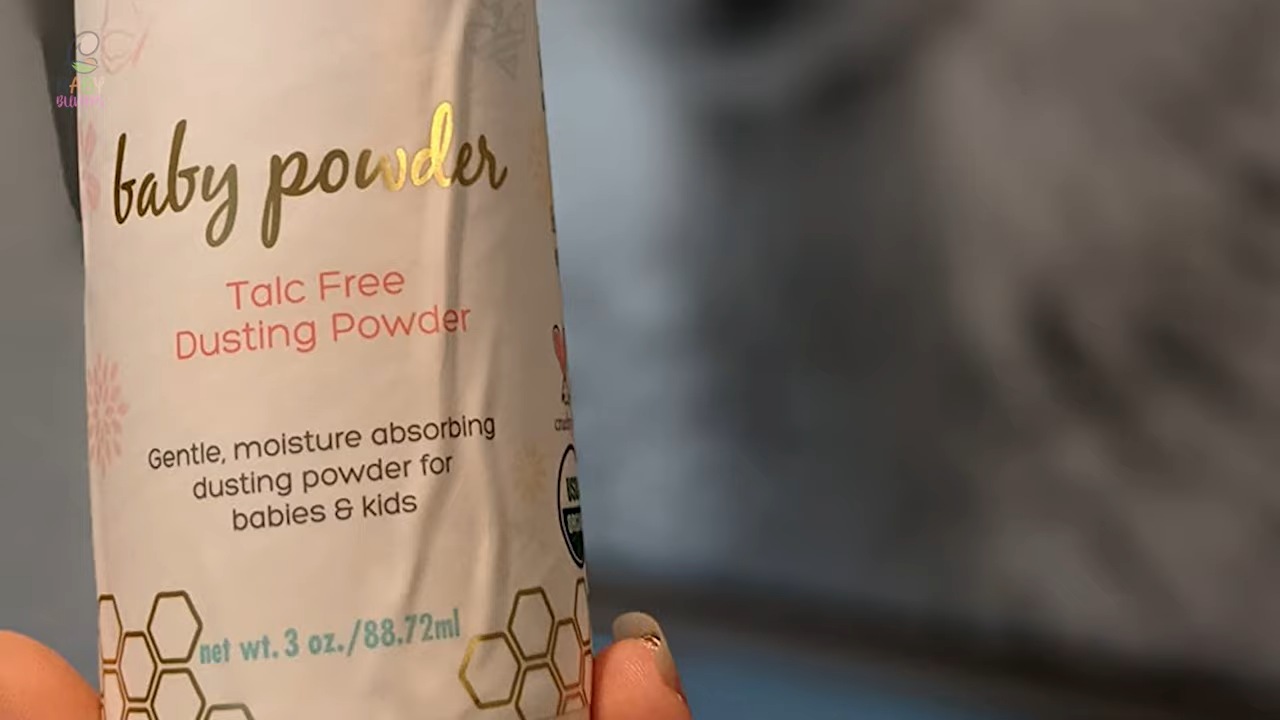 baby powder
Talc Free
Dusting Powder
Gentle, moisture absorbing
dusting powder for
babies & kids
net wt. 3 oz./88.72ml